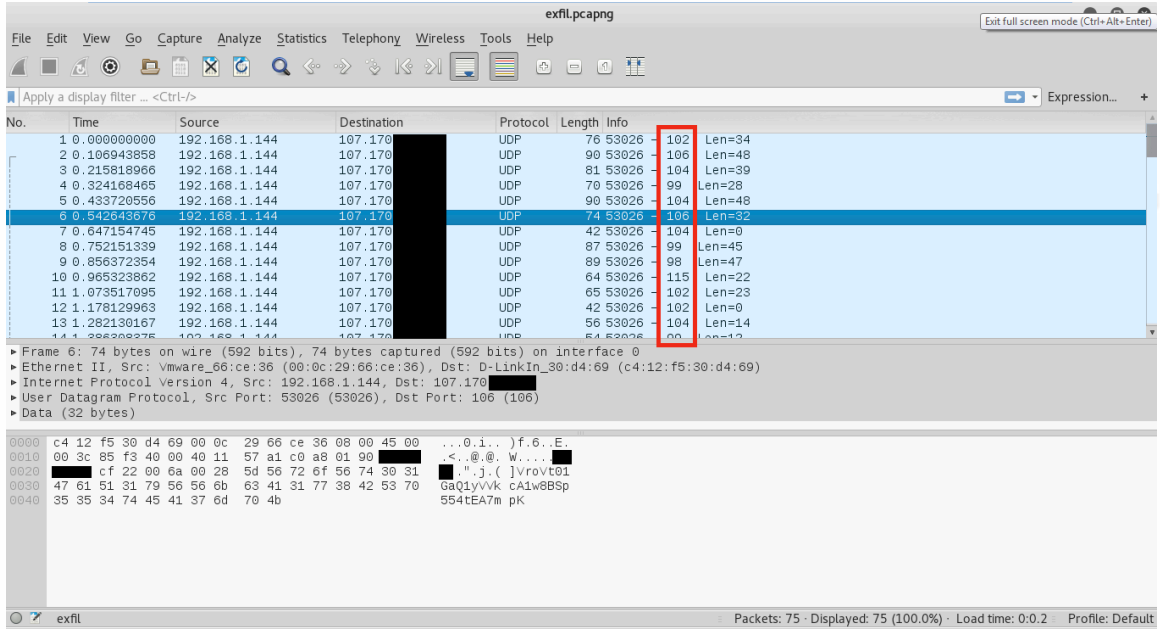 exfil.pcapng
Exit full screen mode (Ctrl+Alt+Enter)
File Edit View Go Capture Analyze Statistics Telephony Wireless Tools Help
Apply a display filter ... <Ctrl-/> Expression... +
No. Time Source Destination Protocol Length Info
1 0.000000000 192.168.1.144 107.170 UDP 76 53026 → 102 Len=34
2 0.106943858 192.168.1.144 107.170 UDP 90 53026 → 106 Len=48
3 0.215818966 192.168.1.144 107.170 UDP 81 53026 → 104 Len=39
4 0.324168465 192.168.1.144 107.170 UDP 70 53026 → 99 Len=28
5 0.433720556 192.168.1.144 107.170 UDP 90 53026 → 104 Len=48
6 0.542643676 192.168.1.144 107.170 UDP 74 53026 → 106 Len=32
7 0.647154745 192.168.1.144 107.170 UDP 42 53026 → 104 Len=0
8 0.752151339 192.168.1.144 107.170 UDP 87 53026 → 99 Len=45
9 0.856372354 192.168.1.144 107.170 UDP 89 53026 → 98 Len=47
10 0.965323862 192.168.1.144 107.170 UDP 64 53026 → 115 Len=22
11 1.073517095 192.168.1.144 107.170 UDP 65 53026 → 102 Len=23
12 1.178129963 192.168.1.144 107.170 UDP 42 53026 → 102 Len=0
13 1.282130167 192.168.1.144 107.170 UDP 56 53026 → 104 Len=14
Frame 6: 74 bytes on wire (592 bits), 74 bytes captured (592 bits) on interface 0
Ethernet II, Src: Vmware_66:ce:36 (00:0c:29:66:ce:36), Dst: D-LinkIn_30:d4:69 (c4:12:f5:30:d4:69)
Internet Protocol Version 4, Src: 192.168.1.144, Dst: 107.170
User Datagram Protocol, Src Port: 53026 (53026), Dst Port: 106 (106)
Data (32 bytes)
0000 c4 12 f5 30 d4 69 00 0c 29 66 ce 36 08 00 45 00 ...0.i.. )f.6..E.
0010 00 3c 85 f3 40 00 40 11 57 a1 c0 a8 01 90 .<..@.@. W.....
0020 cf 22 00 6a 00 28 5d 56 72 6f 56 74 30 31 .".j.( ]VroVt01
0030 47 61 51 31 79 56 56 6b 63 41 31 77 38 42 53 70 GaQ1yVVk cA1w8BSp
0040 35 35 34 74 45 41 37 6d 70 4b 554tEA7m pK
exfil Packets: 75 · Displayed: 75 (100.0%) · Load time: 0:0.2 Profile: Default